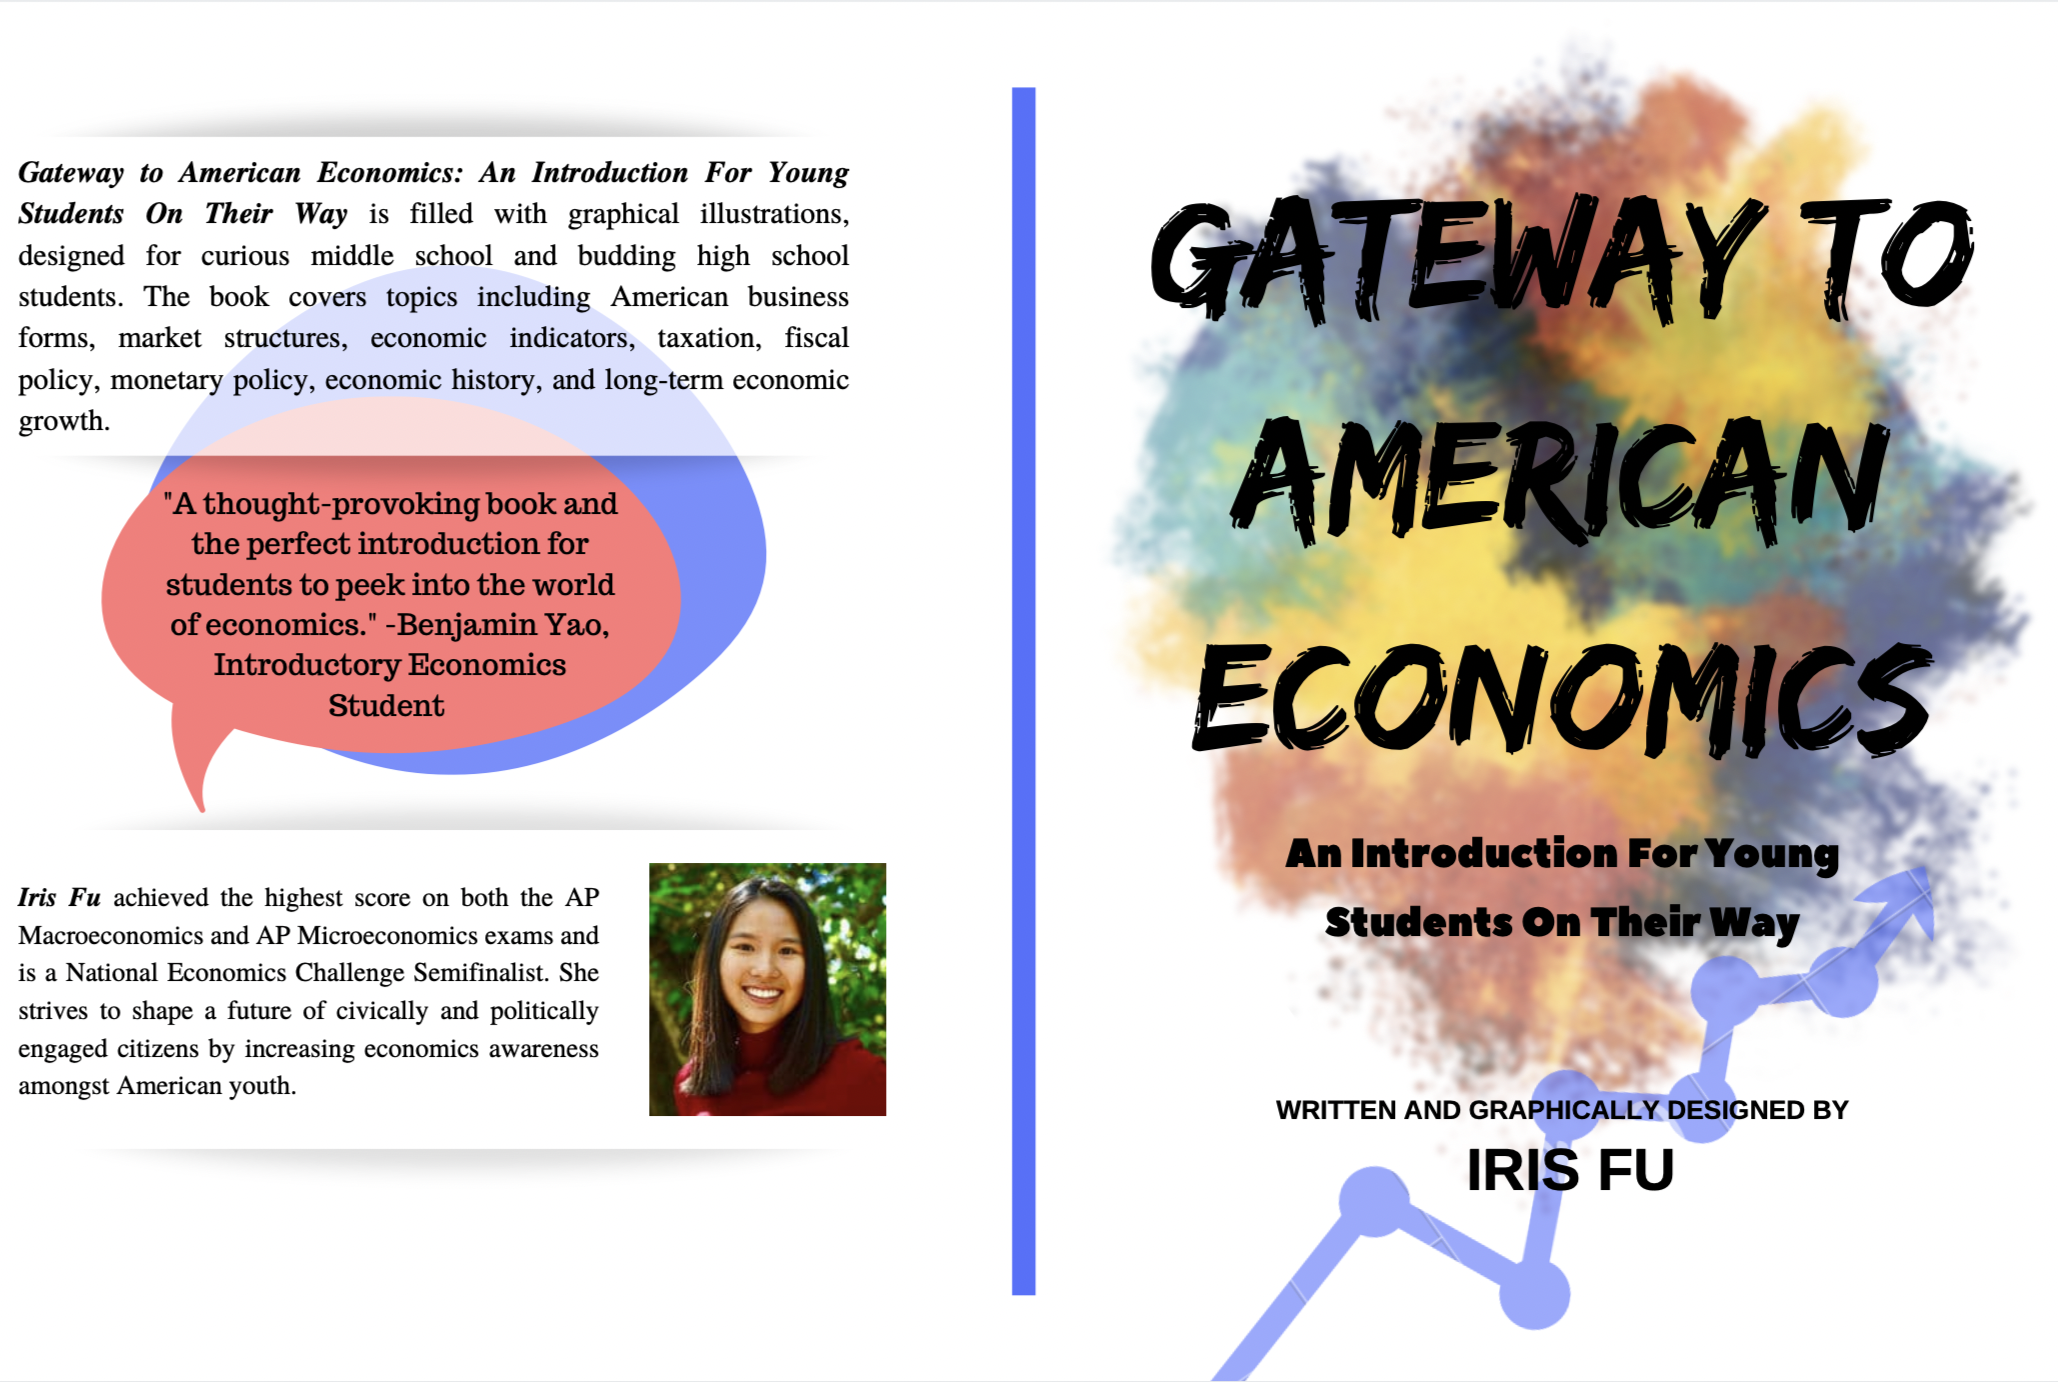 Gateway to American Economics: An Introduction For Young
Students On Their Way is filled with graphical illustrations,
designed for curious middle school and budding high school
students. The book covers topics including American business
forms, market structures, economic indicators, taxation, fiscal
policy, monetary policy, economic history, and long-term economic
growth.
"A thought-provoking book and
the perfect introduction for
students to peek into the world
of economics." -Benjamin Yao,
Introductory Economics
Student
Iris Fu achieved the highest score on both the AP
Macroeconomics and AP Microeconomics exams and
is a National Economics Challenge Semifinalist. She
strives to shape a future of civically and politically
engaged citizens by increasing economics awareness
amongst American youth.
GATEWAY TO
AMERICAN
ECONOMICS
An Introduction For Young
Students On Their Way
WRITTEN AND GRAPHICALLY DESIGNED BY
IRIS FU